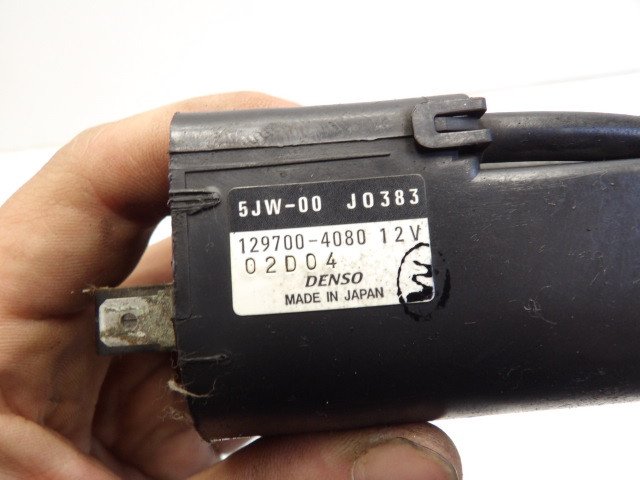 5JW-00 J0383
129700-4080 12V
02D04
DENSO
MADE IN JAPAN